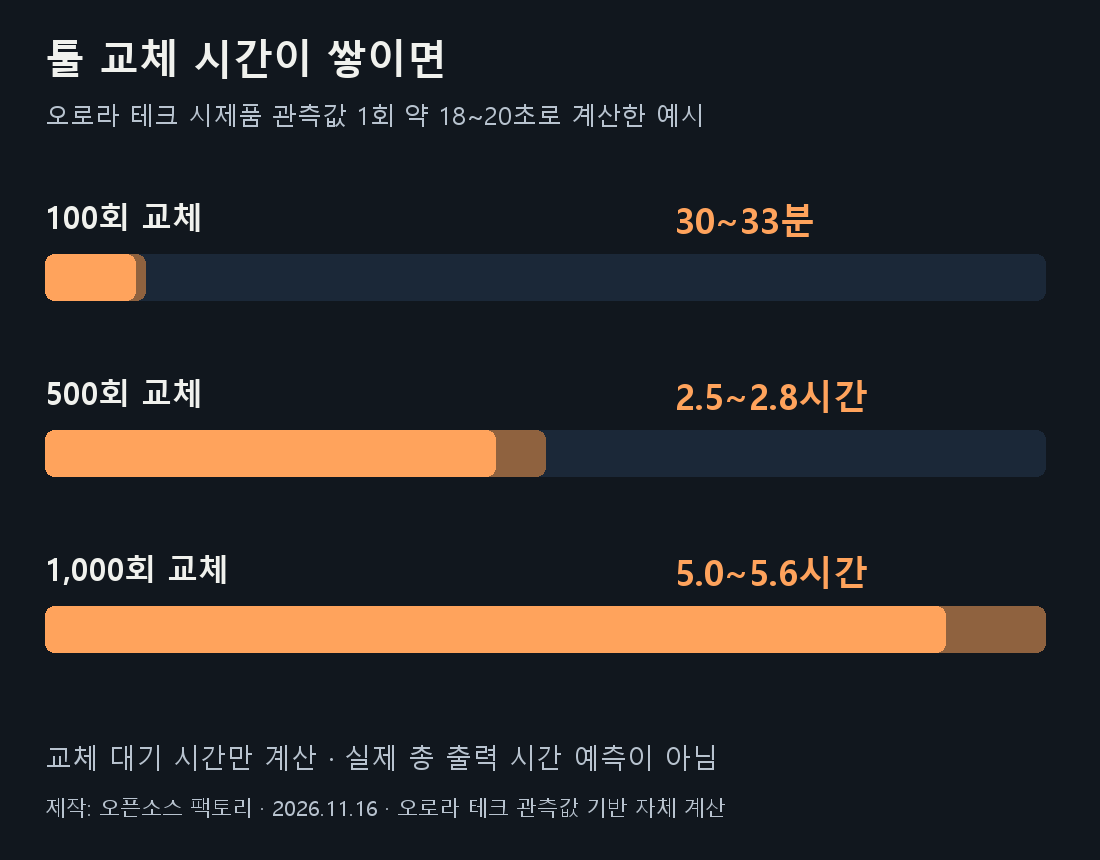 툴 교체 시간이 쌓이면
오로라 테크 시제품 관측값 1회 약 18~20초로 계산한 예시
100회 교체
30~33분
500회 교체
2.5~2.8시간
1,000회 교체
5.0~5.6시간
교체 대기 시간만 계산 · 실제 총 출력 시간 예측이 아님
제작: 오픈소스 팩토리 · 2026.11.16 · 오로라 테크 관측값 기반 자체 계산